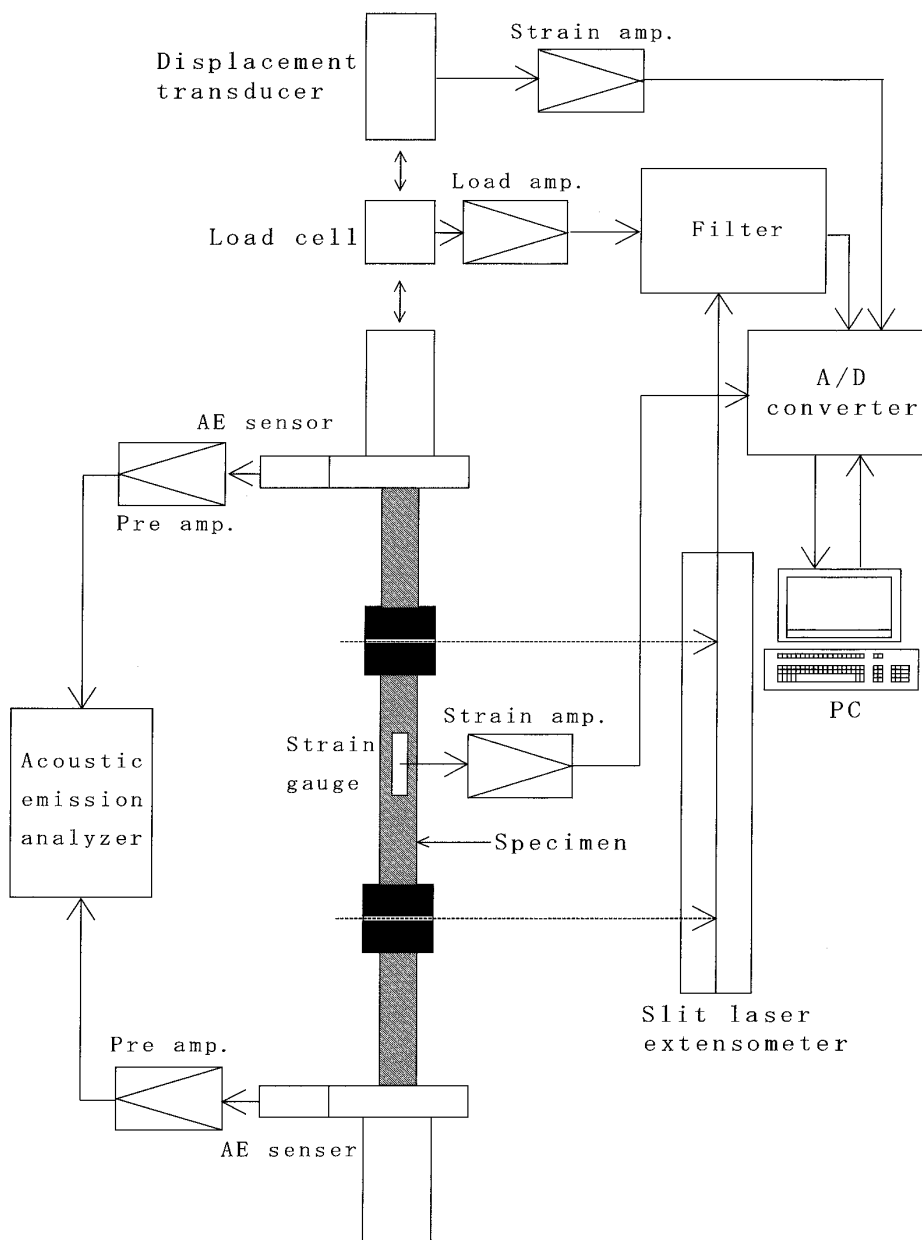 Strain amp.
Displacement
transducer
Load amp.
Load cell
Filter
A/D
converter
AE sensor
Pre amp.
PC
Strain amp.
Strain
gauge
Acoustic
emission
analyzer
Specimen
Slit laser
extensometer
Pre amp.
AE senser